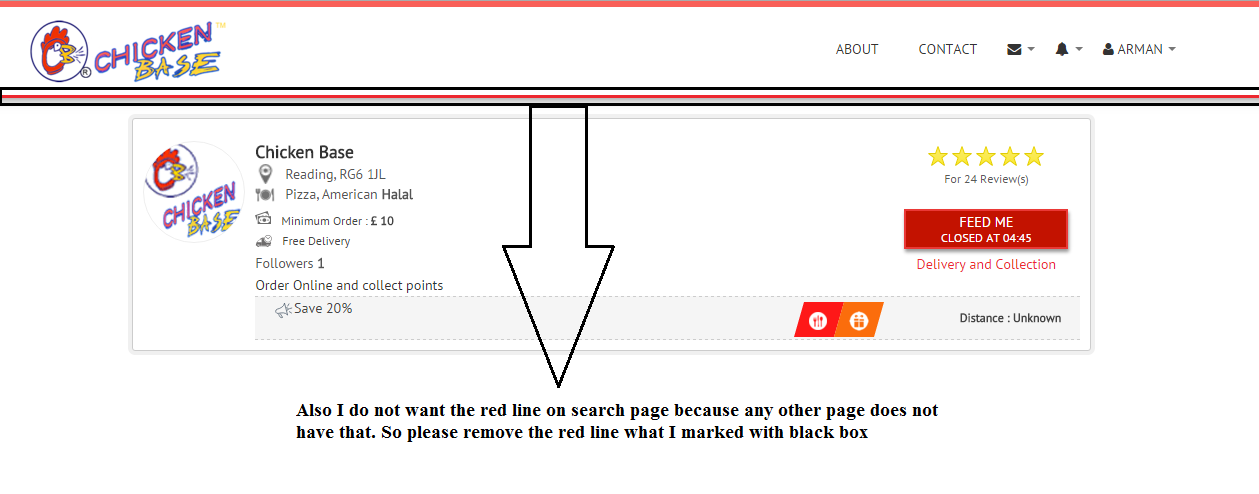 CHICKEN BASE ™ ®
ABOUT CONTACT ARMAN
CHICKEN BASE
Chicken Base
Reading, RG6 1JL
Pizza, American Halal
Minimum Order : £ 10
Free Delivery
Followers 1
Order Online and collect points
Save 20%
For 24 Review(s)
FEED ME
CLOSED AT 04:45
Delivery and Collection
Distance : Unknown
Also I do not want the red line on search page because any other page does not
have that. So please remove the red line what I marked with black box